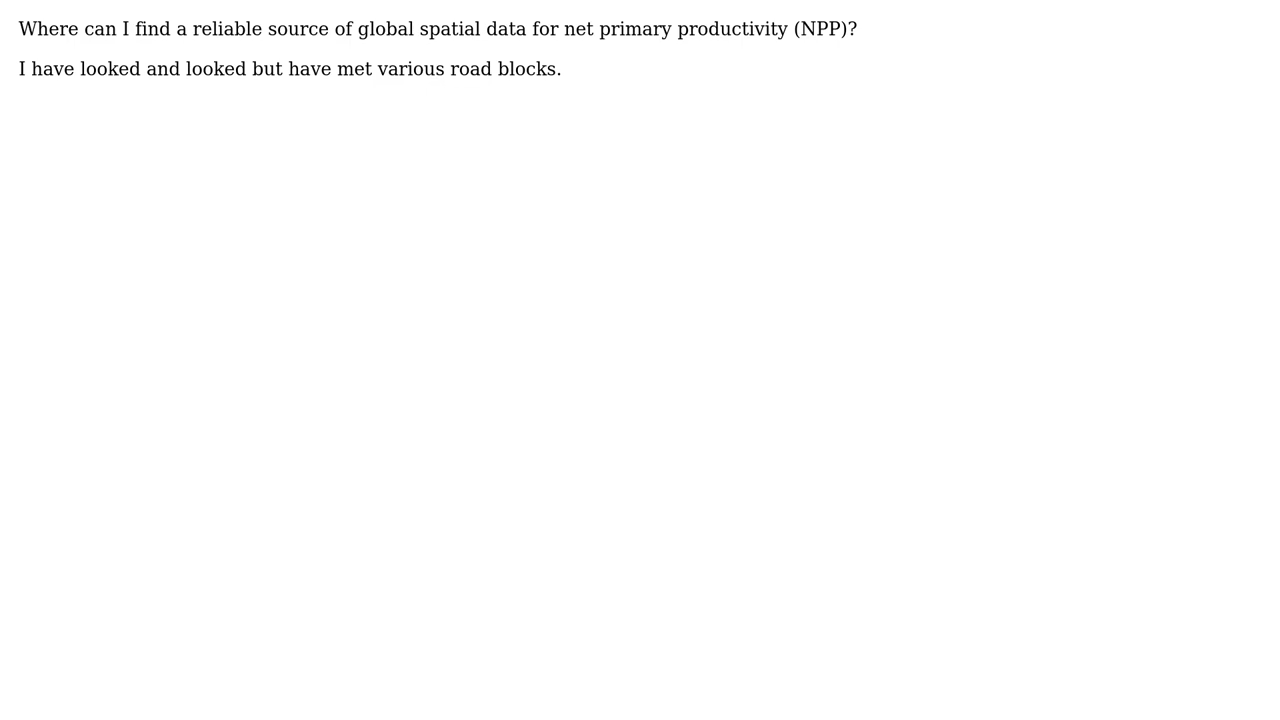 Where can I find a reliable source of global spatial data for net primary productivity (NPP)?
I have looked and looked but have met various road blocks.